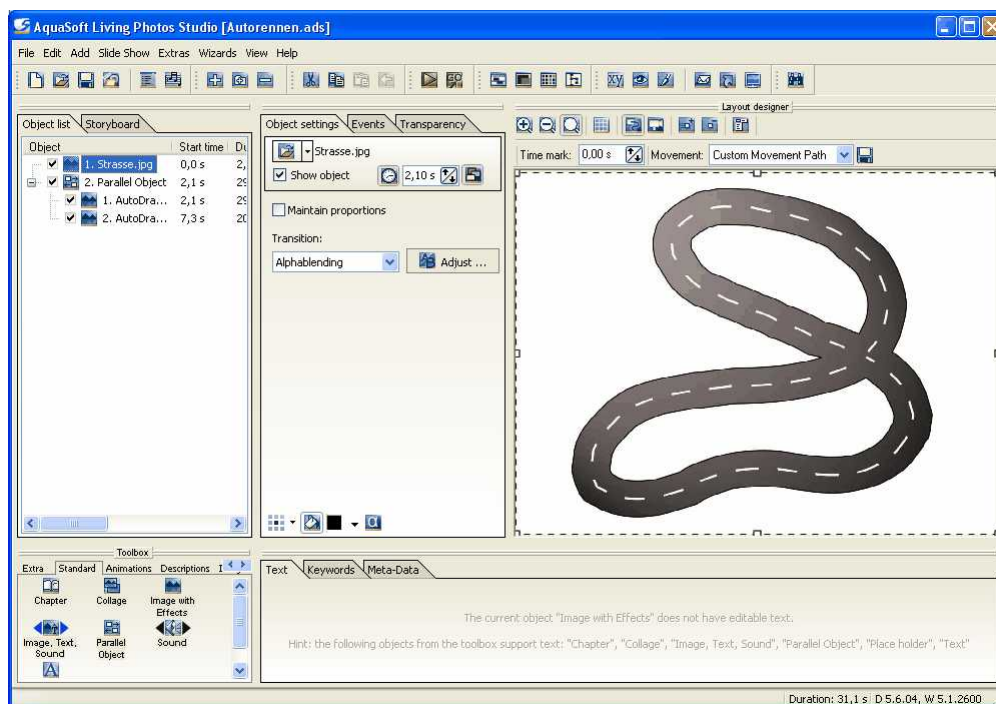 AquaSoft Living Photos Studio [Autorennen.ads]
File Edit Add Slide Show Extras Wizards View Help
Object list Storyboard
Object Start time Du
1. Strasse.jpg 0,0 s 2,
2. Parallel Object 2,1 s 29
1. AutoDra... 2,1 s 29
2. AutoDra... 7,3 s
Object settings Events Transparency
Strasse.jpg
Show object 2,10 s
Maintain proportions
Transition:
Alphablending Adjust ...
Layout designer
Time mark: 0,00 s Movement: Custom Movement Path
Toolbox
Extra Standard Animations Descriptions
Chapter Collage Image with Effects
Image, Text, Sound Parallel Object Sound
Text Keywords Meta-Data
The current object "Image with Effects" does not have editable text.
Hint: the following objects from the toolbox support text: "Chapter", "Collage", "Image, Text, Sound", "Parallel Object", "Place holder", "Text"
Duration: 31,1 s D 5.6.04, W 5.1.2600